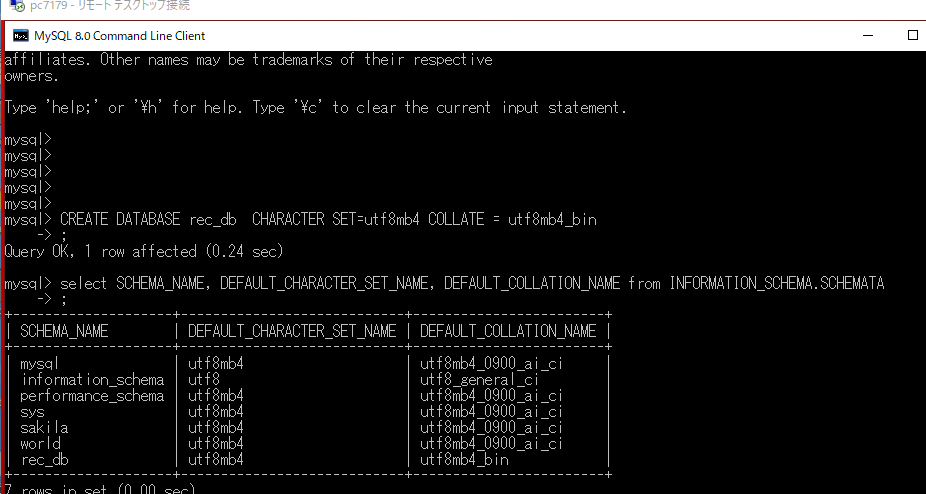 pc7179 - リモート デスクトップ接続
MySQL 8.0 Command Line Client
affiliates. Other names may be trademarks of their respective
owners.
Type 'help;' or '¥h' for help. Type '¥c' to clear the current input statement.
mysql>
mysql>
mysql>
mysql>
mysql>
mysql> CREATE DATABASE rec_db  CHARACTER SET=utf8mb4 COLLATE = utf8mb4_bin
    -> ;
Query OK, 1 row affected (0.24 sec)
mysql> select SCHEMA_NAME, DEFAULT_CHARACTER_SET_NAME, DEFAULT_COLLATION_NAME from INFORMATION_SCHEMA.SCHEMATA
    -> ;
+--------------------+----------------------------+------------------------+
| SCHEMA_NAME        | DEFAULT_CHARACTER_SET_NAME | DEFAULT_COLLATION_NAME |
+--------------------+----------------------------+------------------------+
| mysql              | utf8mb4                    | utf8mb4_0900_ai_ci     |
| information_schema | utf8                       | utf8_general_ci        |
| performance_schema | utf8mb4                    | utf8mb4_0900_ai_ci     |
| sys                | utf8mb4                    | utf8mb4_0900_ai_ci     |
| sakila             | utf8mb4                    | utf8mb4_0900_ai_ci     |
| world              | utf8mb4                    | utf8mb4_0900_ai_ci     |
| rec_db             | utf8mb4                    | utf8mb4_bin            |
+--------------------+----------------------------+------------------------+
7 rows in set (0.00 sec)